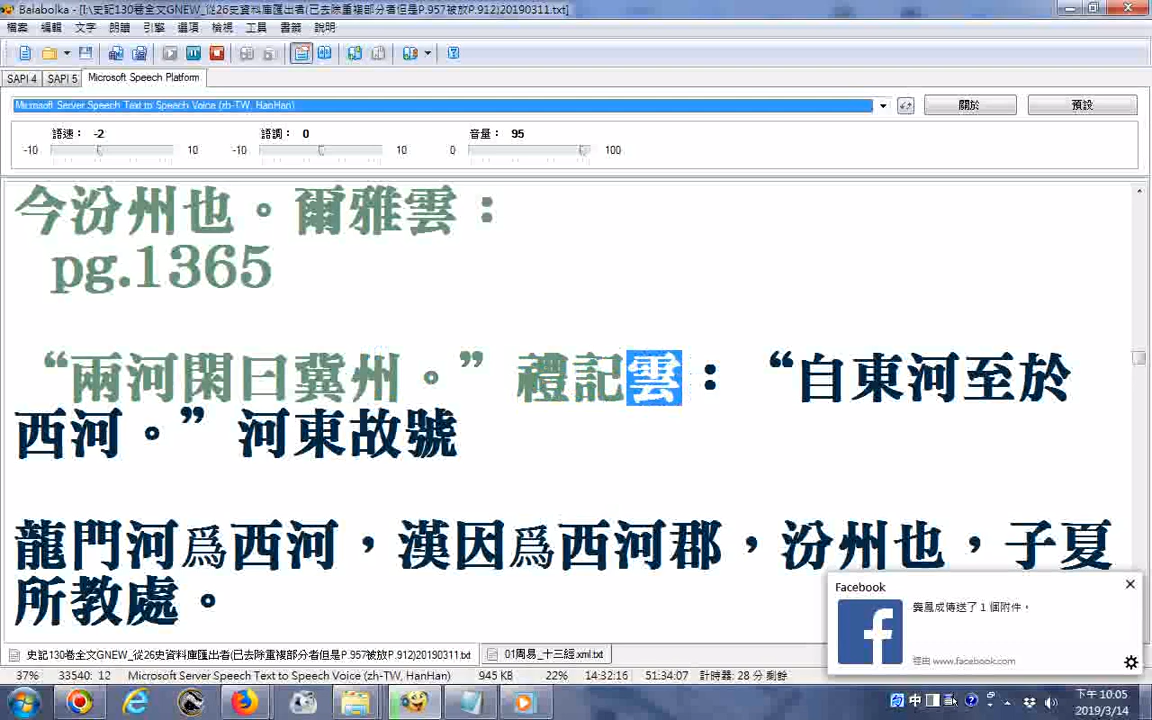 Balabolka - [I:\史記130卷全文GNEW_從26史資料庫匯出者(已去除重複部分者但是P.957被放P.912)20190311.txt]
檔案 編輯 文字 朗讀 引擎 選項 檢視 工具 書籤 說明
SAPI 4 SAPI 5 Microsoft Speech Platform
Microsoft Server Speech Text to Speech Voice (zh-TW, HanHan) 關於 預設
語速： -2 語調： 0 音量： 95
-10 10 -10 10 0 100
今汾州也。爾雅雲：
pg.1365
“兩河閑曰冀州。” 禮記雲： “自東河至於
西河。” 河東故號
龍門河爲西河，漢因爲西河郡，汾州也，子夏
所教處。
Facebook
龔鳳成傳送了 1 個附件。
經由 www.facebook.com
史記130卷全文GNEW_從26史資料庫匯出者(已去除重複部分者但是P.957被放P.912)20190311.txt 01周易_十三經.xml.txt
37% 33540: 12 Microsoft Server Speech Text to Speech Voice (zh-TW, HanHan) 945 KB 22% 14:32:16 51:34:07 計時器: 28 分 剩餘
中 下午 10:05
2019/3/14